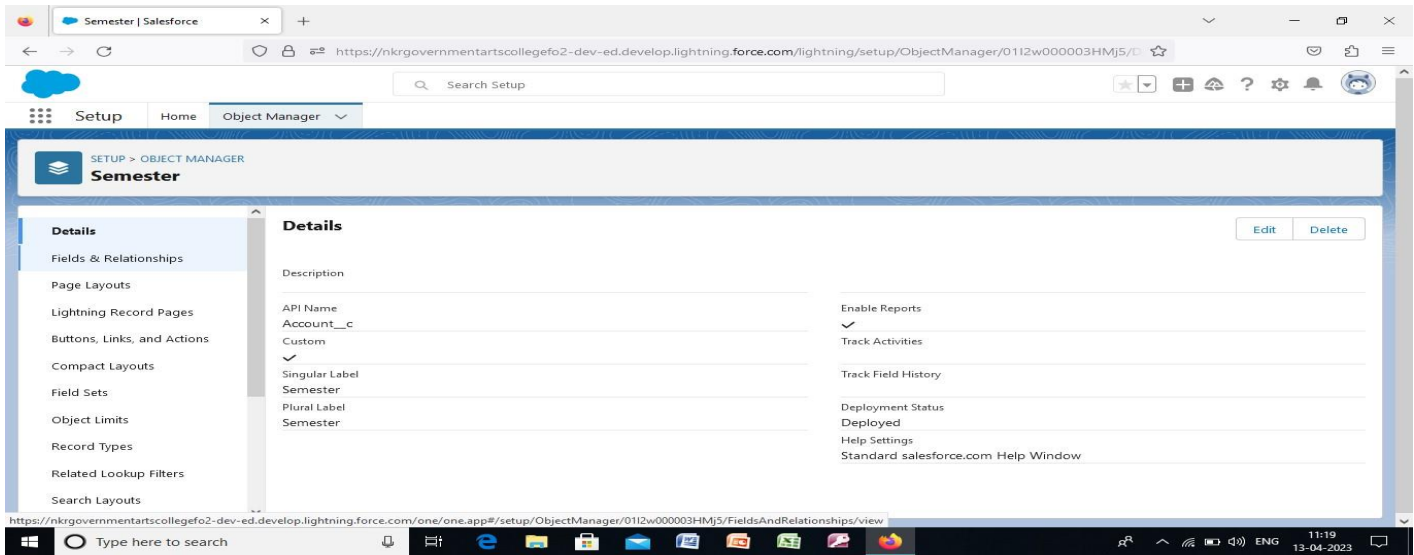 Semester | Salesforce
https://nkrgovernmentartscollegefo2-dev-ed.develop.lightning.force.com/lightning/setup/ObjectManager/01I2w000003HMj5/D
Search Setup
Setup Home Object Manager
SETUP > OBJECT MANAGER
Semester
Details
Fields & Relationships
Page Layouts
Lightning Record Pages
Buttons, Links, and Actions
Compact Layouts
Field Sets
Object Limits
Record Types
Related Lookup Filters
Search Layouts
Details
Edit Delete
Description
API Name
Account__c
Custom
Singular Label
Semester
Plural Label
Semester
Enable Reports
Track Activities
Track Field History
Deployment Status
Deployed
Help Settings
Standard salesforce.com Help Window
https://nkrgovernmentartscollegefo2-dev-ed.develop.lightning.force.com/one/one.app#/setup/ObjectManager/01I2w000003HMj5/FieldsAndRelationships/view
Type here to search
ENG
11:19
13-04-2023